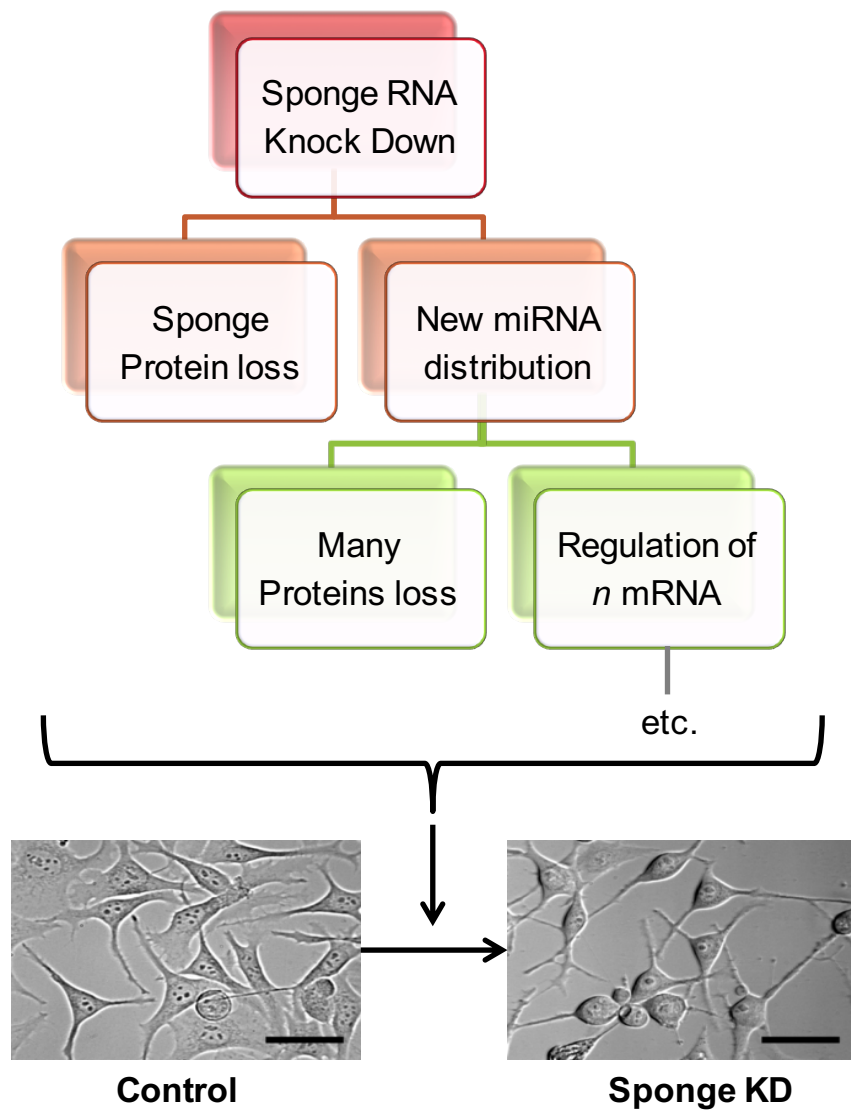 Sponge RNA
Knock Down
Sponge
Protein loss
New miRNA
distribution
Many
Proteins loss
Regulation of
n mRNA
etc.
Control
Sponge KD